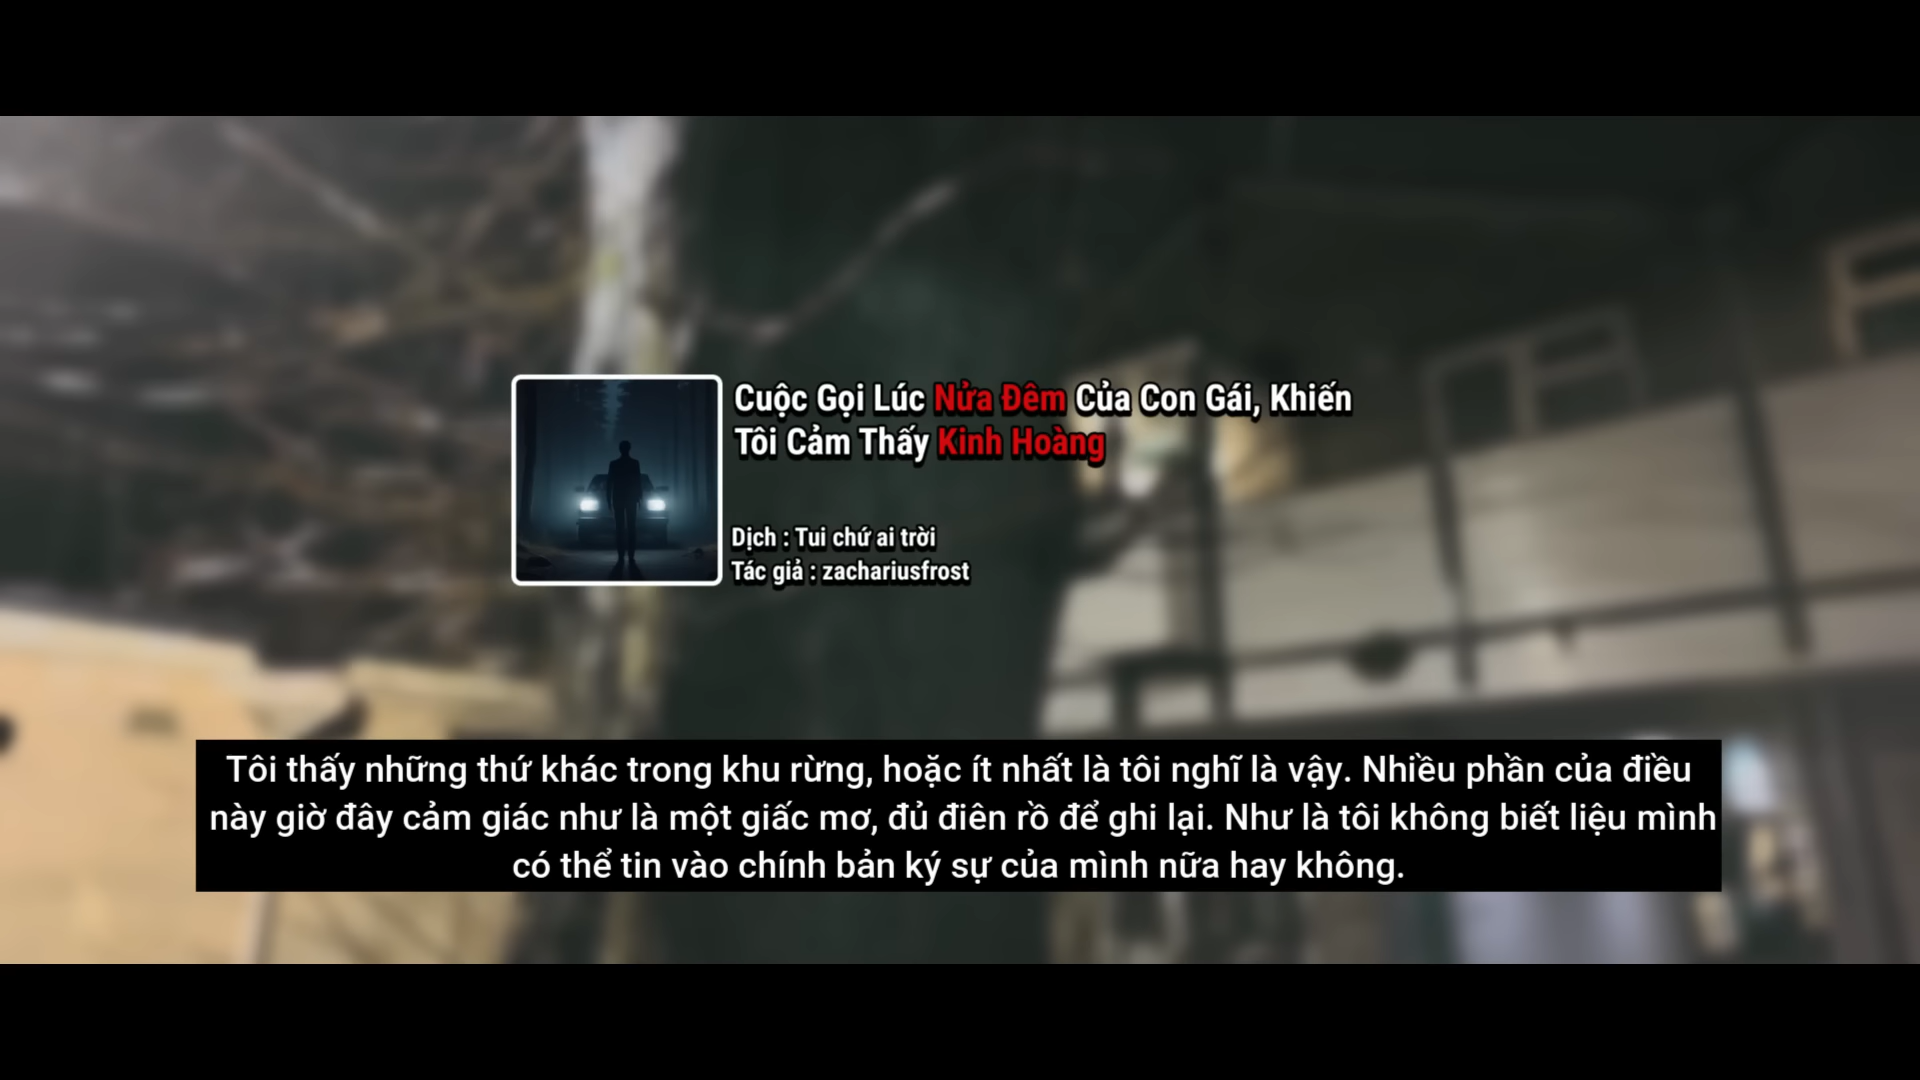 Cuộc Gọi Lúc Nửa Đêm Của Con Gái, Khiến
Tôi Cảm Thấy Kinh Hoàng
Dịch : Tui chứ ai trời
Tác giả : zachariusfrost
Tôi thấy những thứ khác trong khu rừng, hoặc ít nhất là tôi nghĩ là vậy. Nhiều phần của điều
này giờ đây cảm giác như là một giấc mơ, đủ điên rồ để ghi lại. Như là tôi không biết liệu mình
có thể tin vào chính bản ký sự của mình nữa hay không.